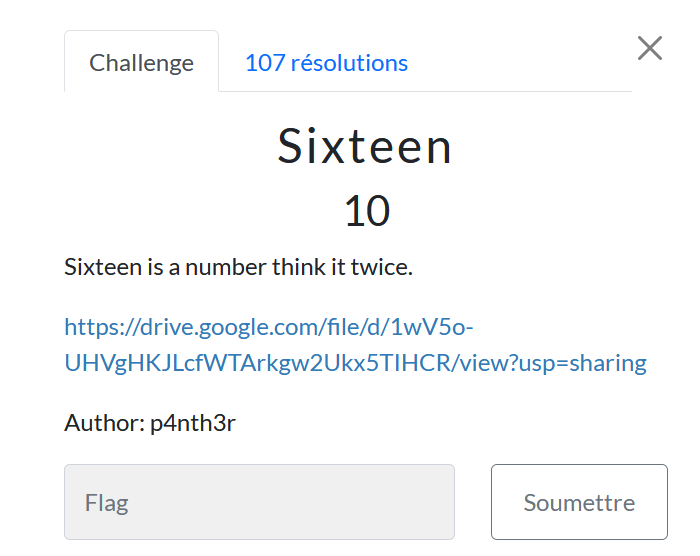 Challenge
107 résolutions
Sixteen
10
Sixteen is a number think it twice.
https://drive.google.com/file/d/1wV5o-
UHVgHKJLcfWTArkgw2Ukx5TIHCR/view?usp=sharing
Author: p4nth3r
Flag
Soumettre